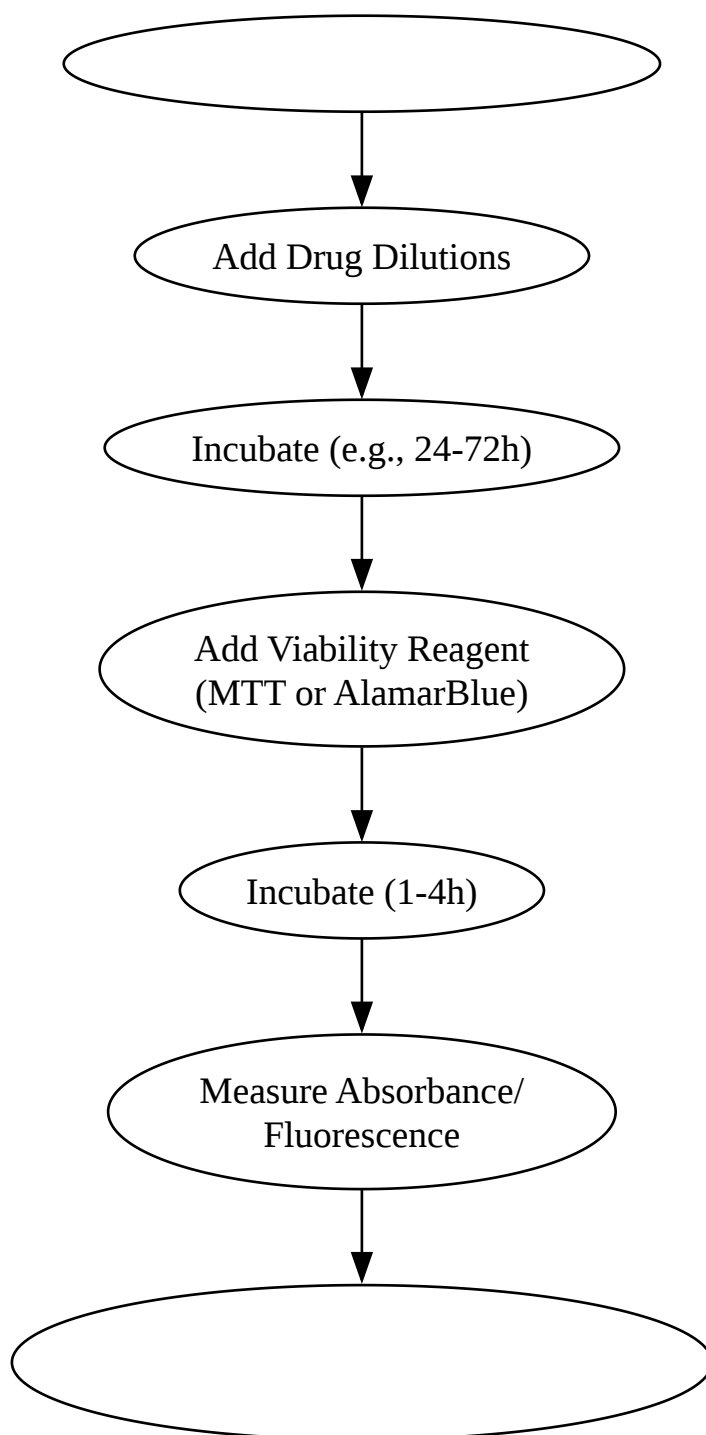 Add Drug Dilutions
Incubate (e.g., 24-72h)
Add Viability Reagent
(MTT or AlamarBlue)
Incubate (1-4h)
Measure Absorbance/
Fluorescence